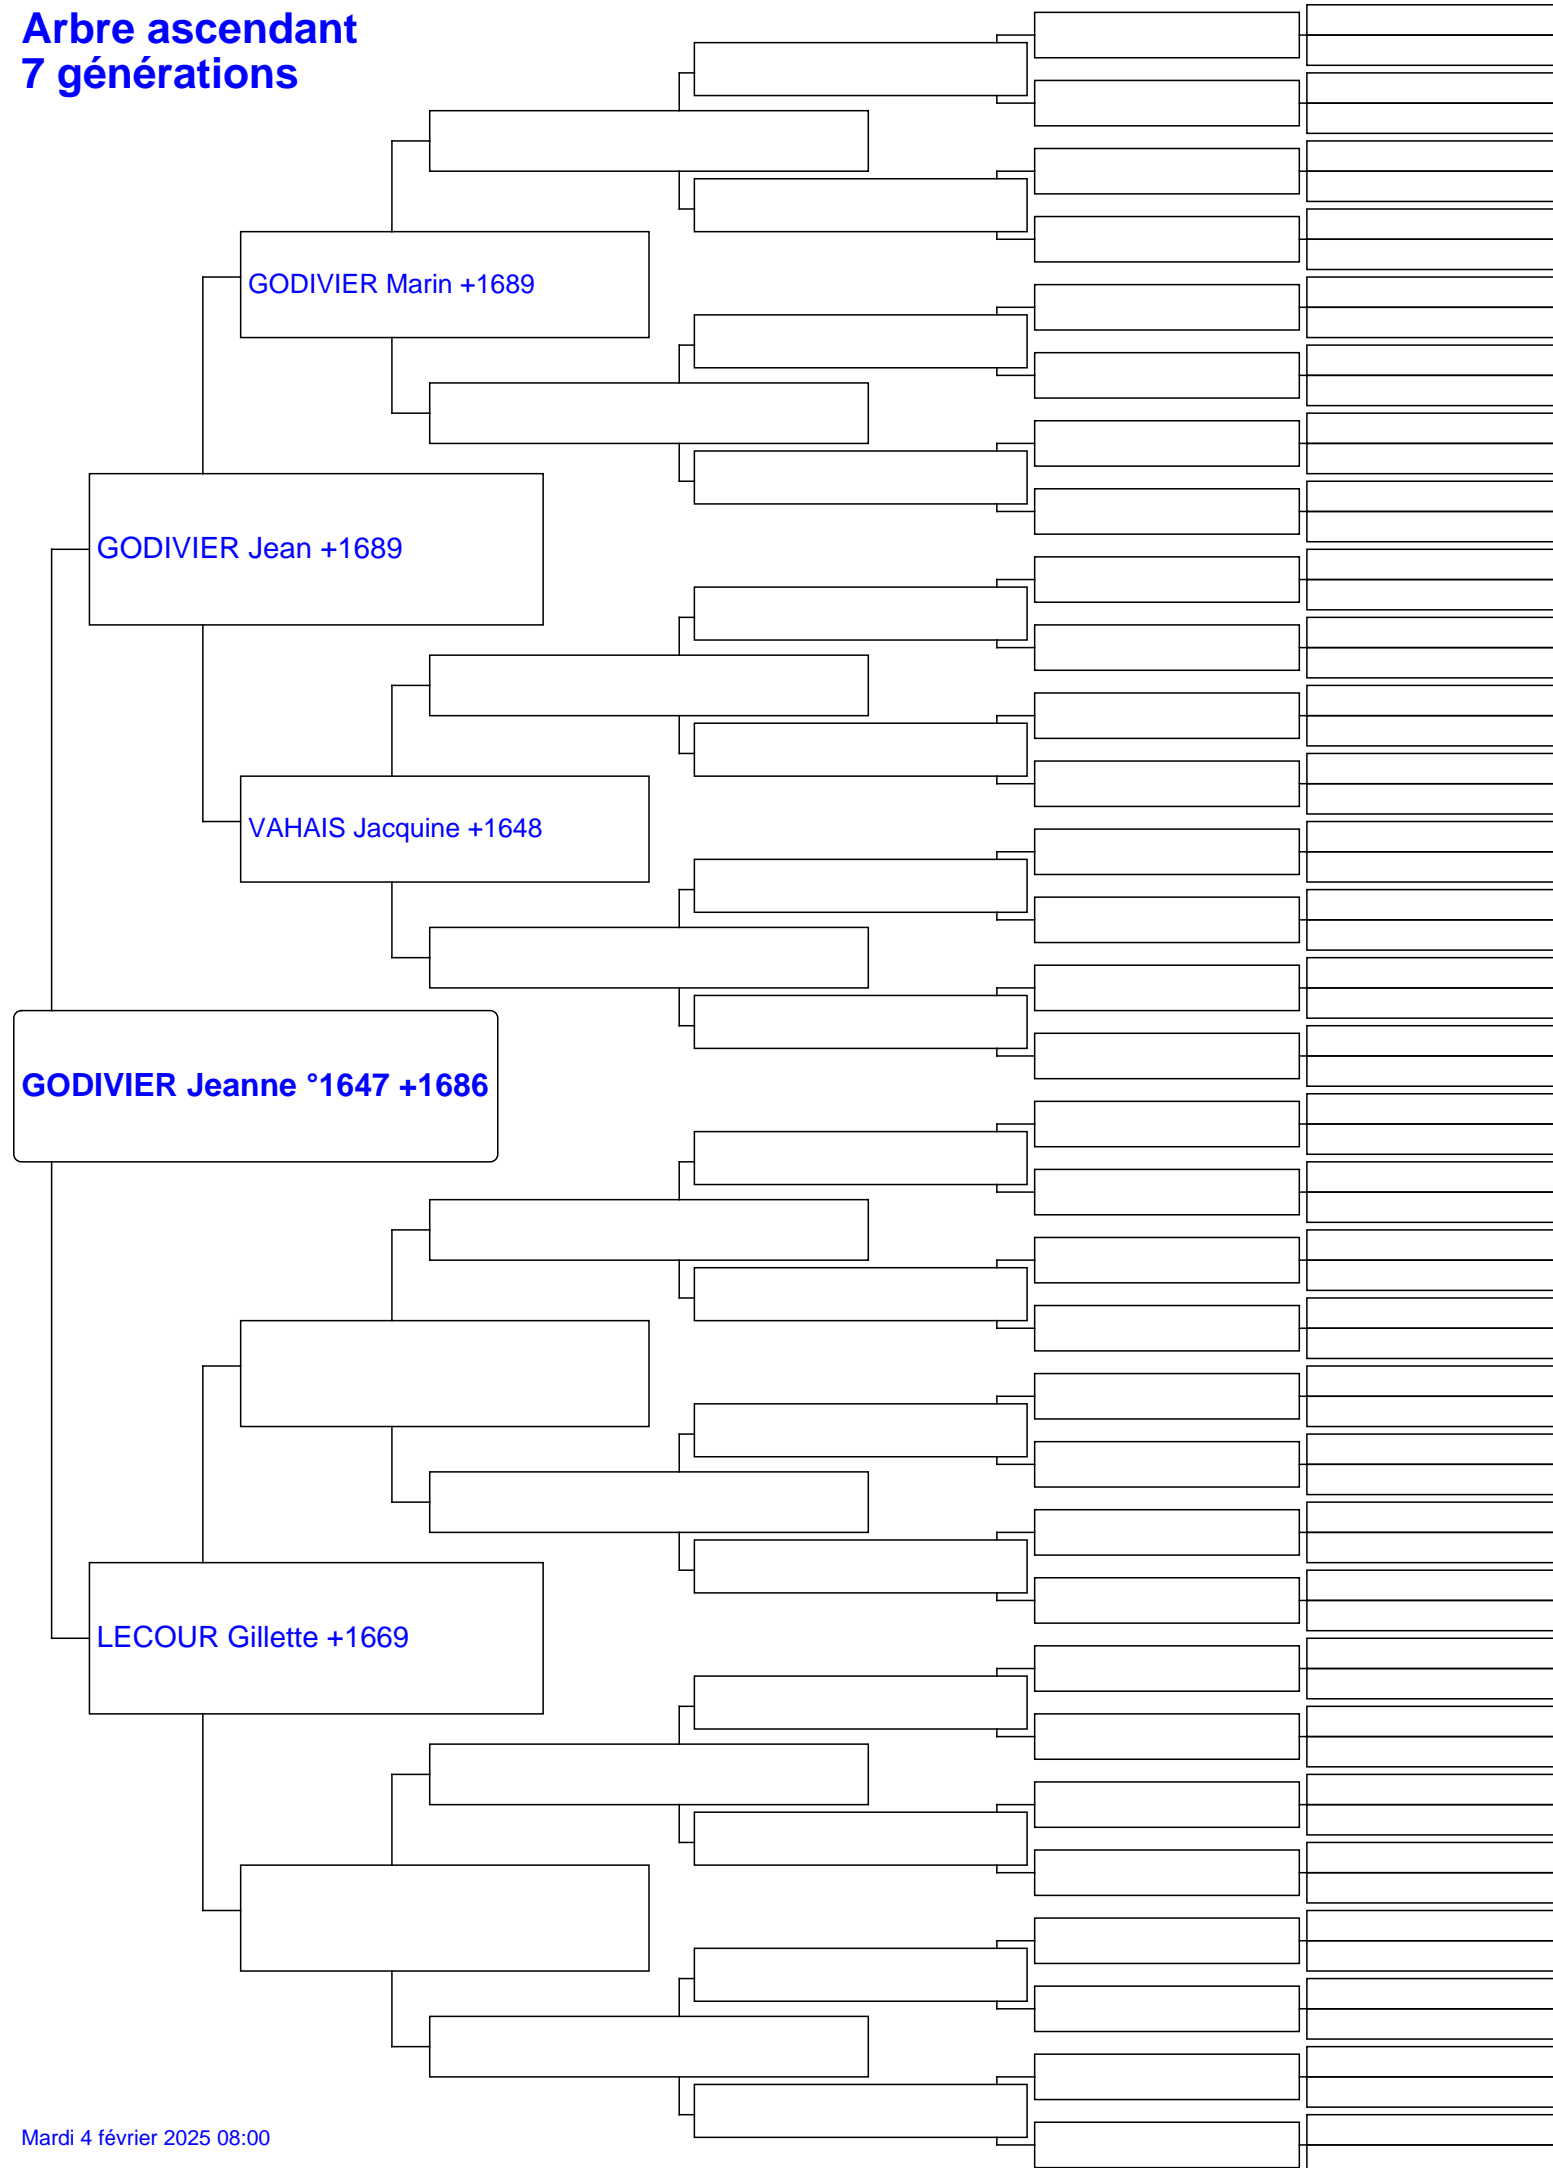 Arbre ascendant
7 générations
GODIVIER Marin +1689
GODIVIER Jean +1689
VAHAIS Jacquine +1648
GODIVIER Jeanne °1647 +1686
LECOUR Gillette +1669
Mardi 4 février 2025 08:00